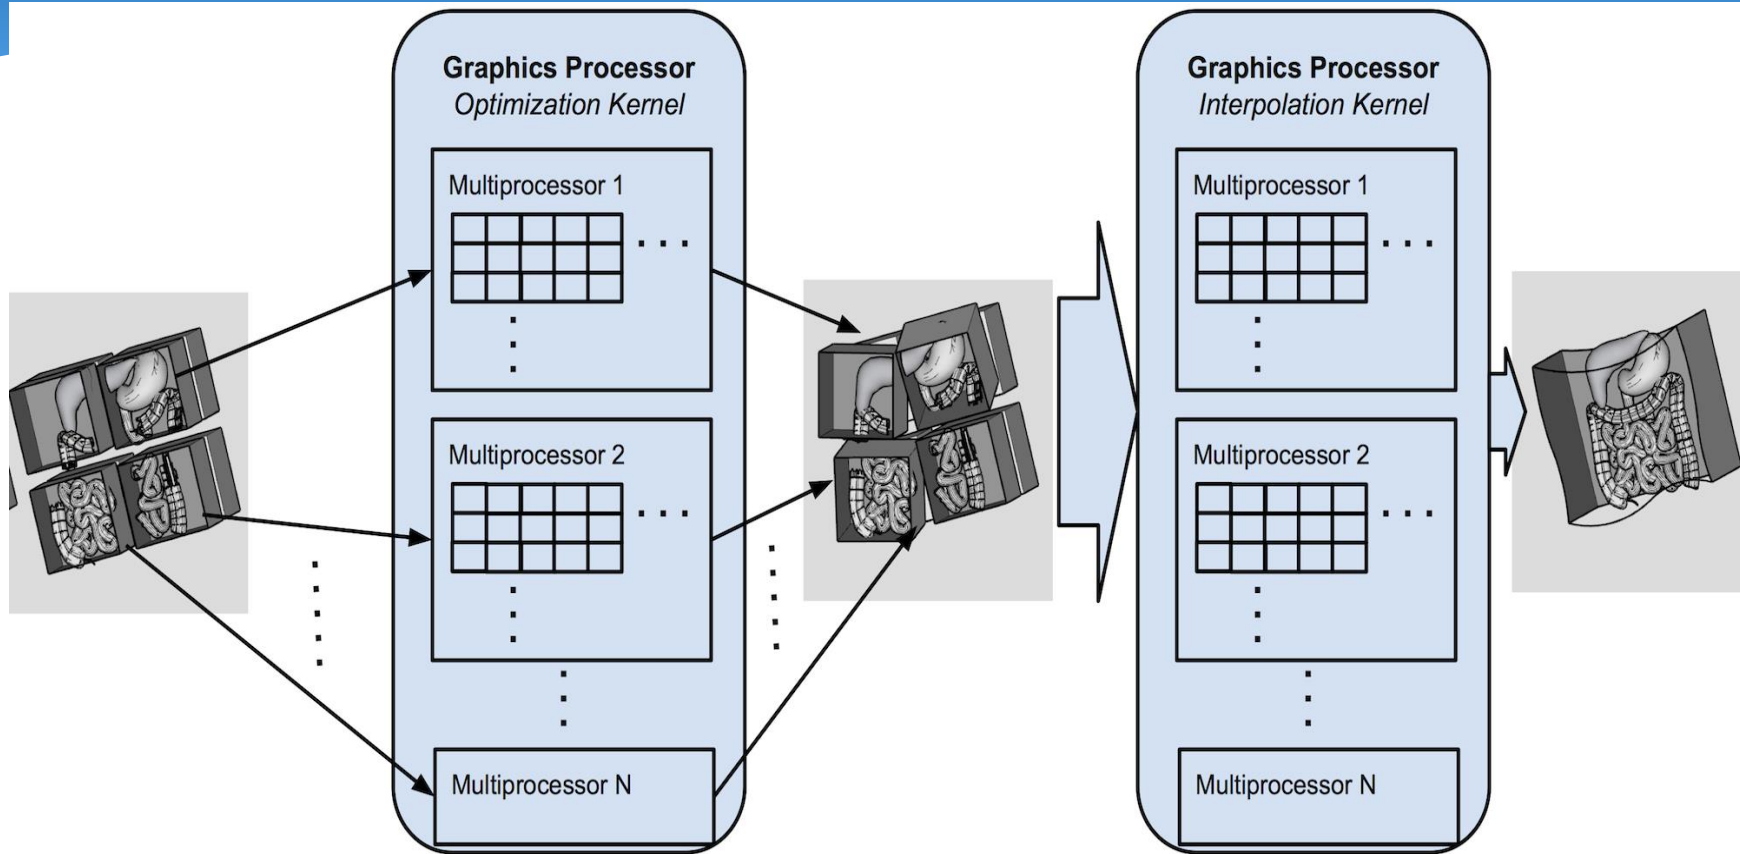 Graphics Processor
Optimization Kernel
Multiprocessor 1
Multiprocessor 2
Multiprocessor N
Graphics Processor
Interpolation Kernel
Multiprocessor 1
Multiprocessor 2
Multiprocessor N